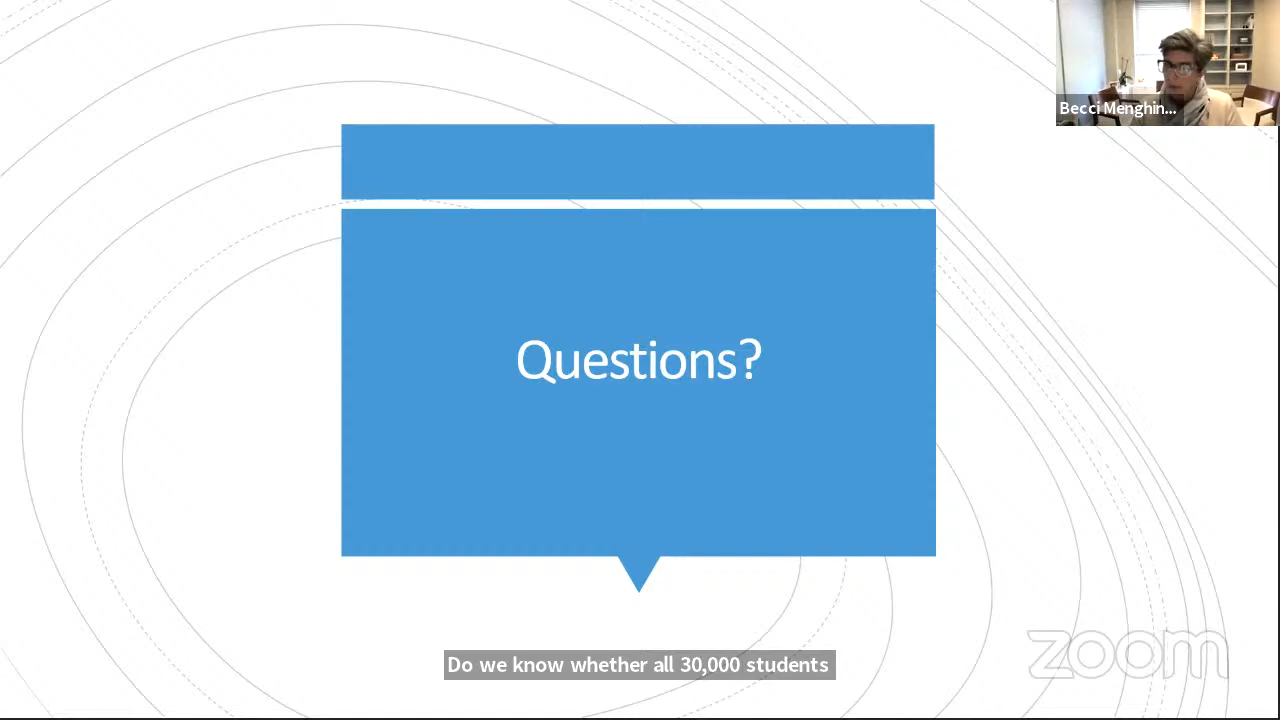 Becci Menghin...
Questions?
Do we know whether all 30,000 students
zoom